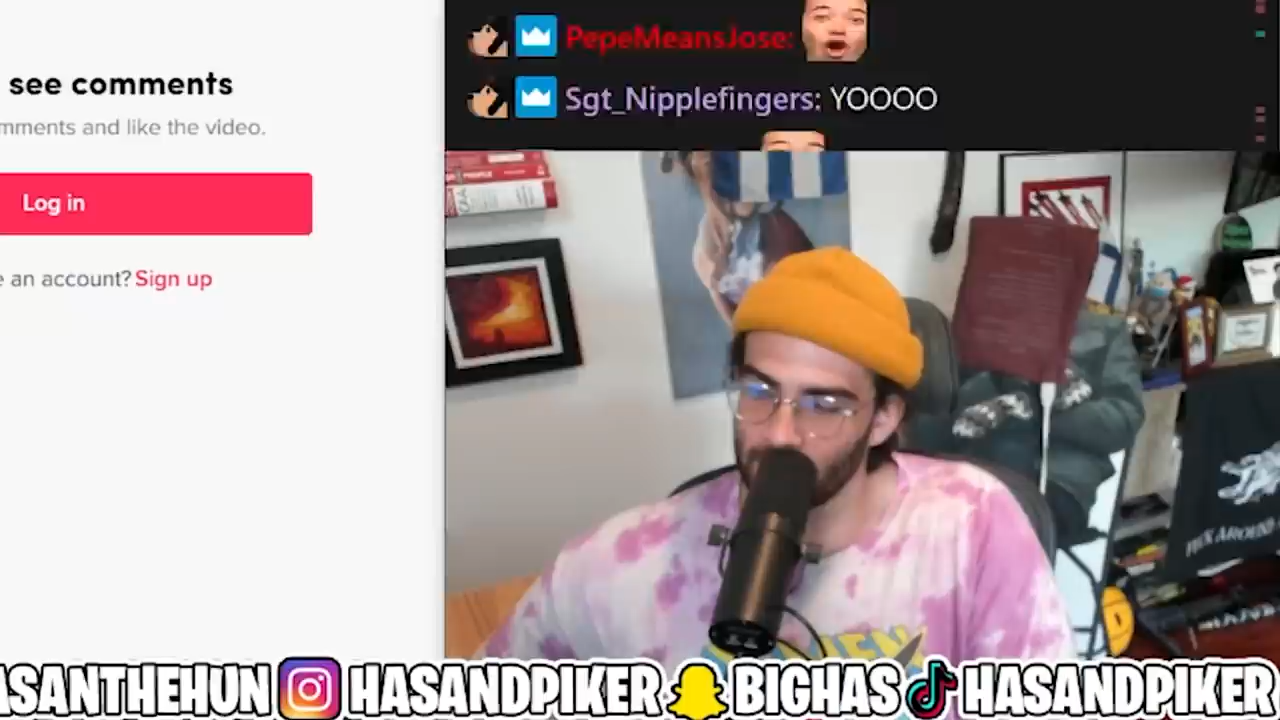 see comments
mments and like the video.
Log in
e an account? Sign up
PepeMeansJose:
Sgt_Nipplefingers: YOOOO
PEOPLE
ASANTHEHUN HASANDPIKER BIGHAS HASANDPIKER